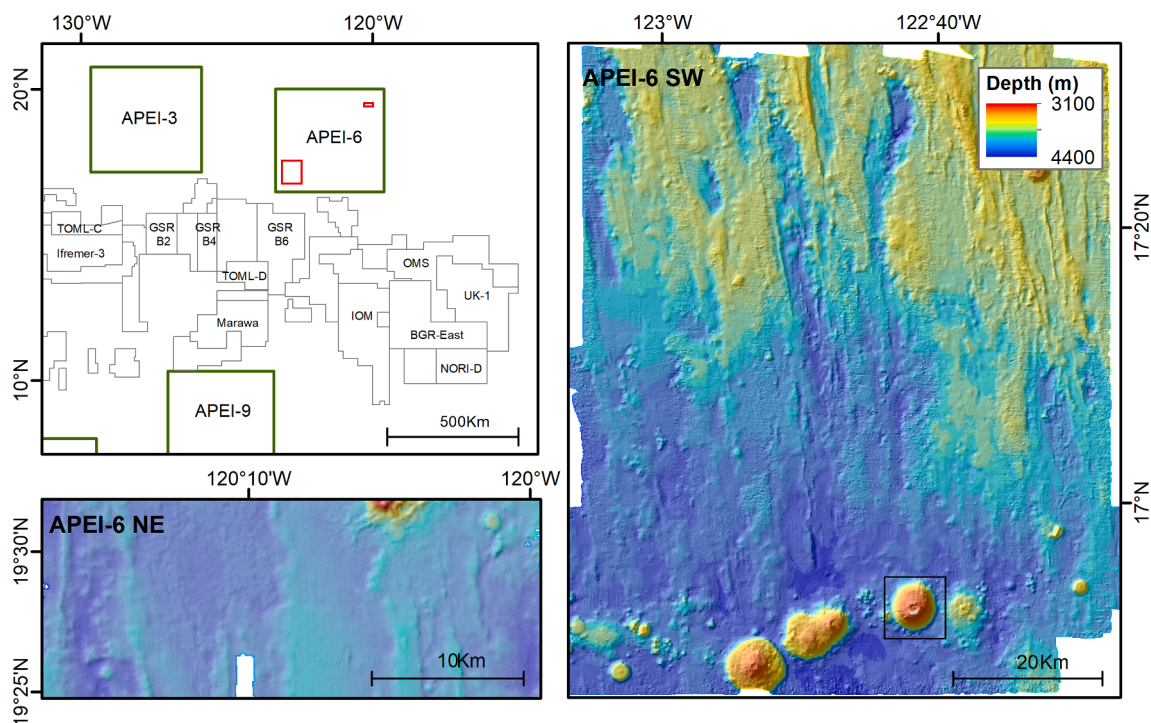 130°W
120°W
20°N
10°N
APEI-3
APEI-6
TOML-C
Ifremer-3
GSR
B2
GSR
B4
GSR
B6
TOML-D
Marawa
IOM
OMS
UK-1
BGR-East
NORI-D
APEI-9
500Km
120°10'W
120°W
APEI-6 NE
19°30'N
19°25'N
10Km
123°W
122°40'W
APEI-6 SW
Depth (m)
3100
4400
17°20'N
17°N
20Km